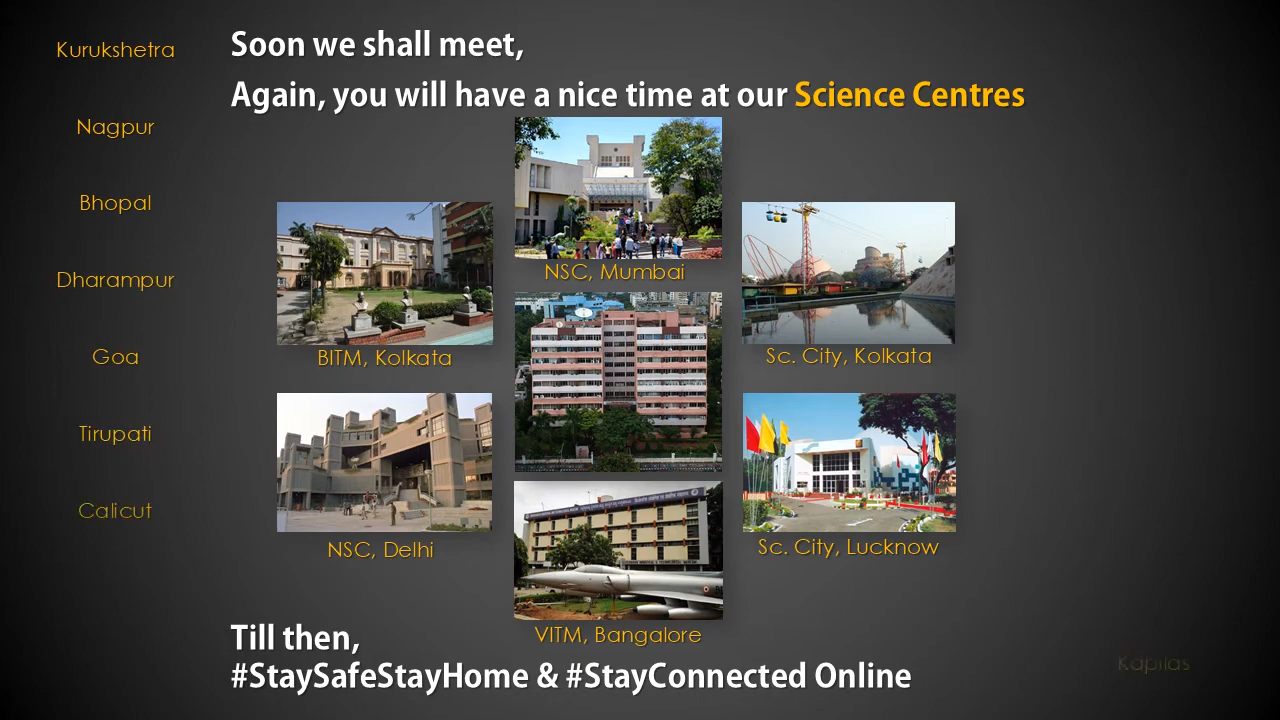 Soon we shall meet,
Again, you will have a nice time at our Science Centres
Kurukshetra
Nagpur
Bhopal
Dharampur
Goa
Tirupati
Calicut
NSC, Mumbai
BITM, Kolkata
Sc. City, Kolkata
NSC, Delhi
Sc. City, Lucknow
VITM, Bangalore
Kapilas
Till then,
#StaySafeStayHome & #StayConnected Online